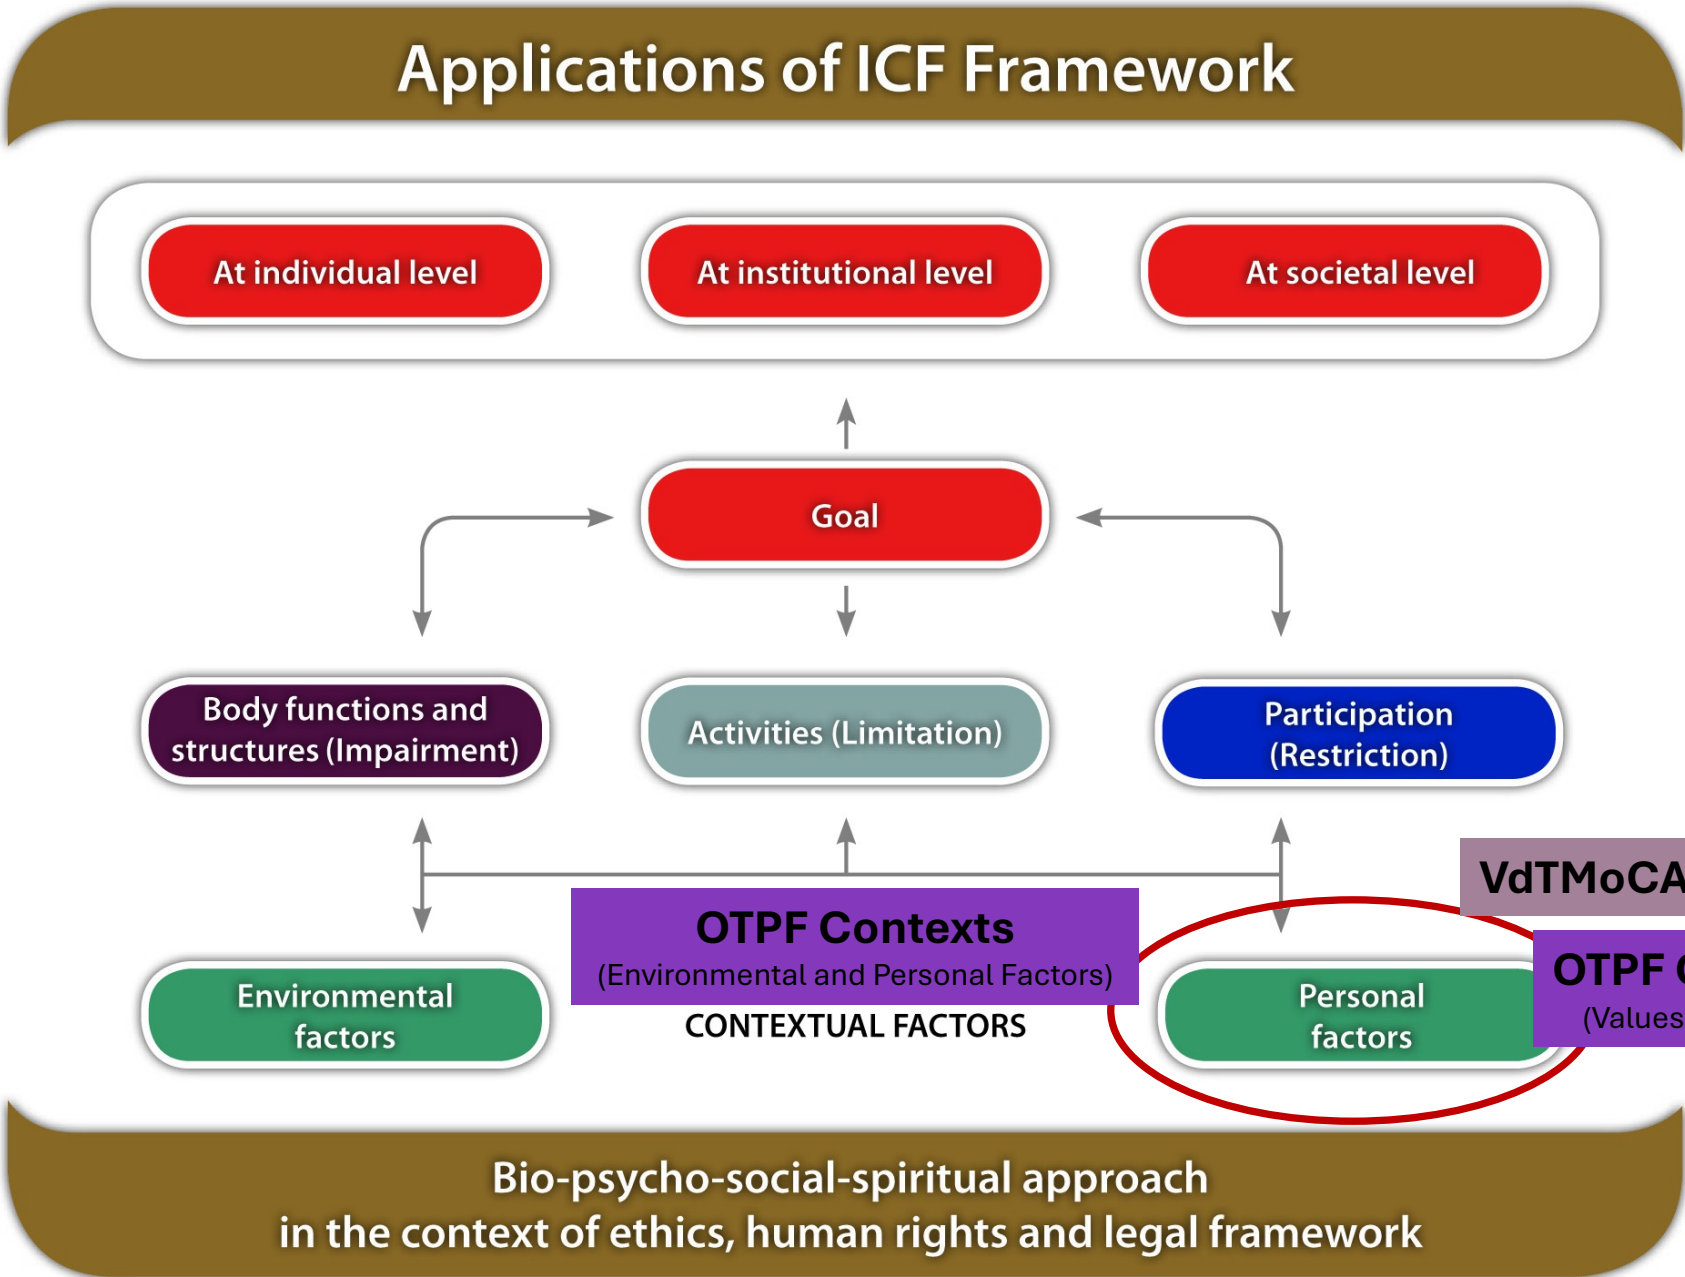 Applications of ICF Framework
At individual level
At institutional level
At societal level
Goal
Body functions and
structures (Impairment)
Activities (Limitation)
Participation
(Restriction)
VdTMoCA
OTPF Contexts
(Environmental and Personal Factors)
OTPF
(Values
Environmental
factors
CONTEXTUAL FACTORS
Personal
factors
Bio-psycho-social-spiritual approach
in the context of ethics, human rights and legal framework